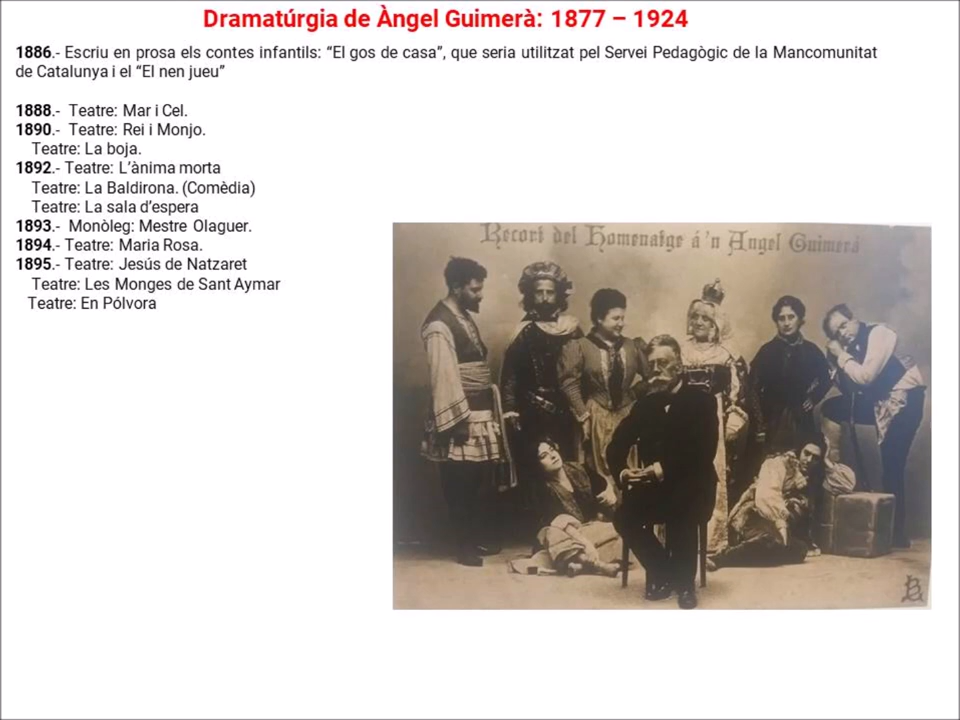 Dramatúrgia de Àngel Guimerà: 1877 – 1924
1886.- Escriu en prosa els contes infantils: “El gos de casa”, que seria utilitzat pel Servei Pedagògic de la Mancomunitat
de Catalunya i el “El nen jueu”
1888.- Teatre: Mar i Cel.
1890.- Teatre: Rei i Monjo.
Teatre: La boja.
1892.- Teatre: L’ànima morta
Teatre: La Baldirona. (Comèdia)
Teatre: La sala d’espera
1893.- Monòleg: Mestre Olaguer.
1894.- Teatre: Maria Rosa.
1895.- Teatre: Jesús de Natzaret
Teatre: Les Monges de Sant Aymar
Teatre: En Pólvora
Recort del Homenatge á’n Angel Guimerá